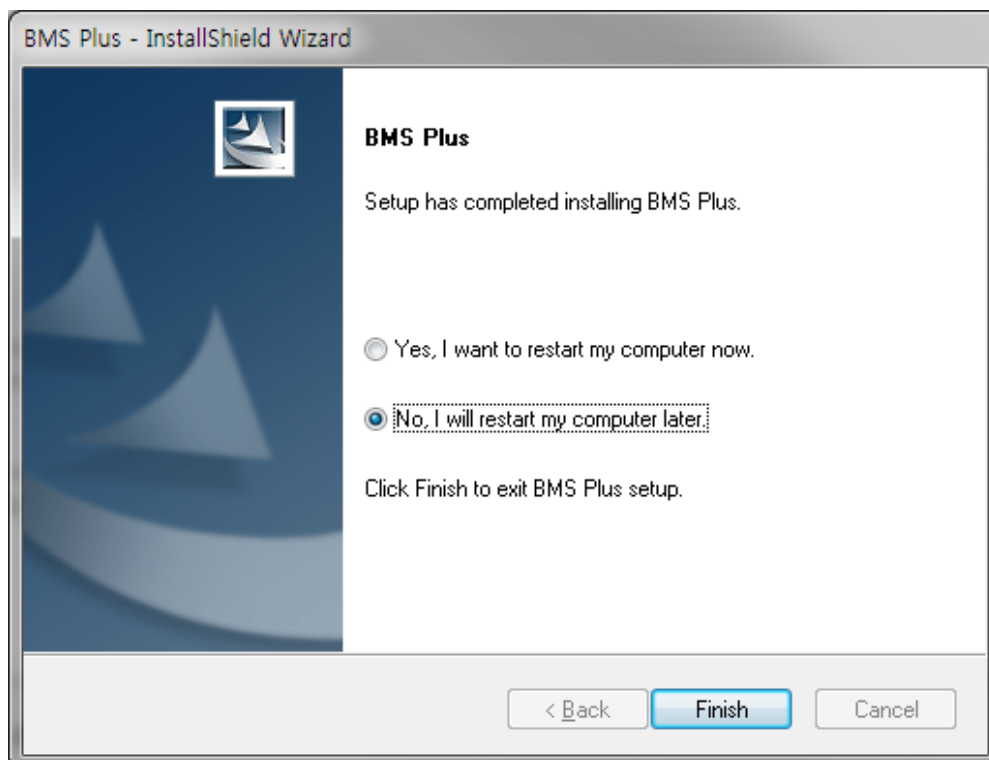 BMS Plus - InstallShield Wizard
BMS Plus
Setup has completed installing BMS Plus.
Yes, I want to restart my computer now.
No, I will restart my computer later.
Click Finish to exit BMS Plus setup.
< Back
Finish
Cancel